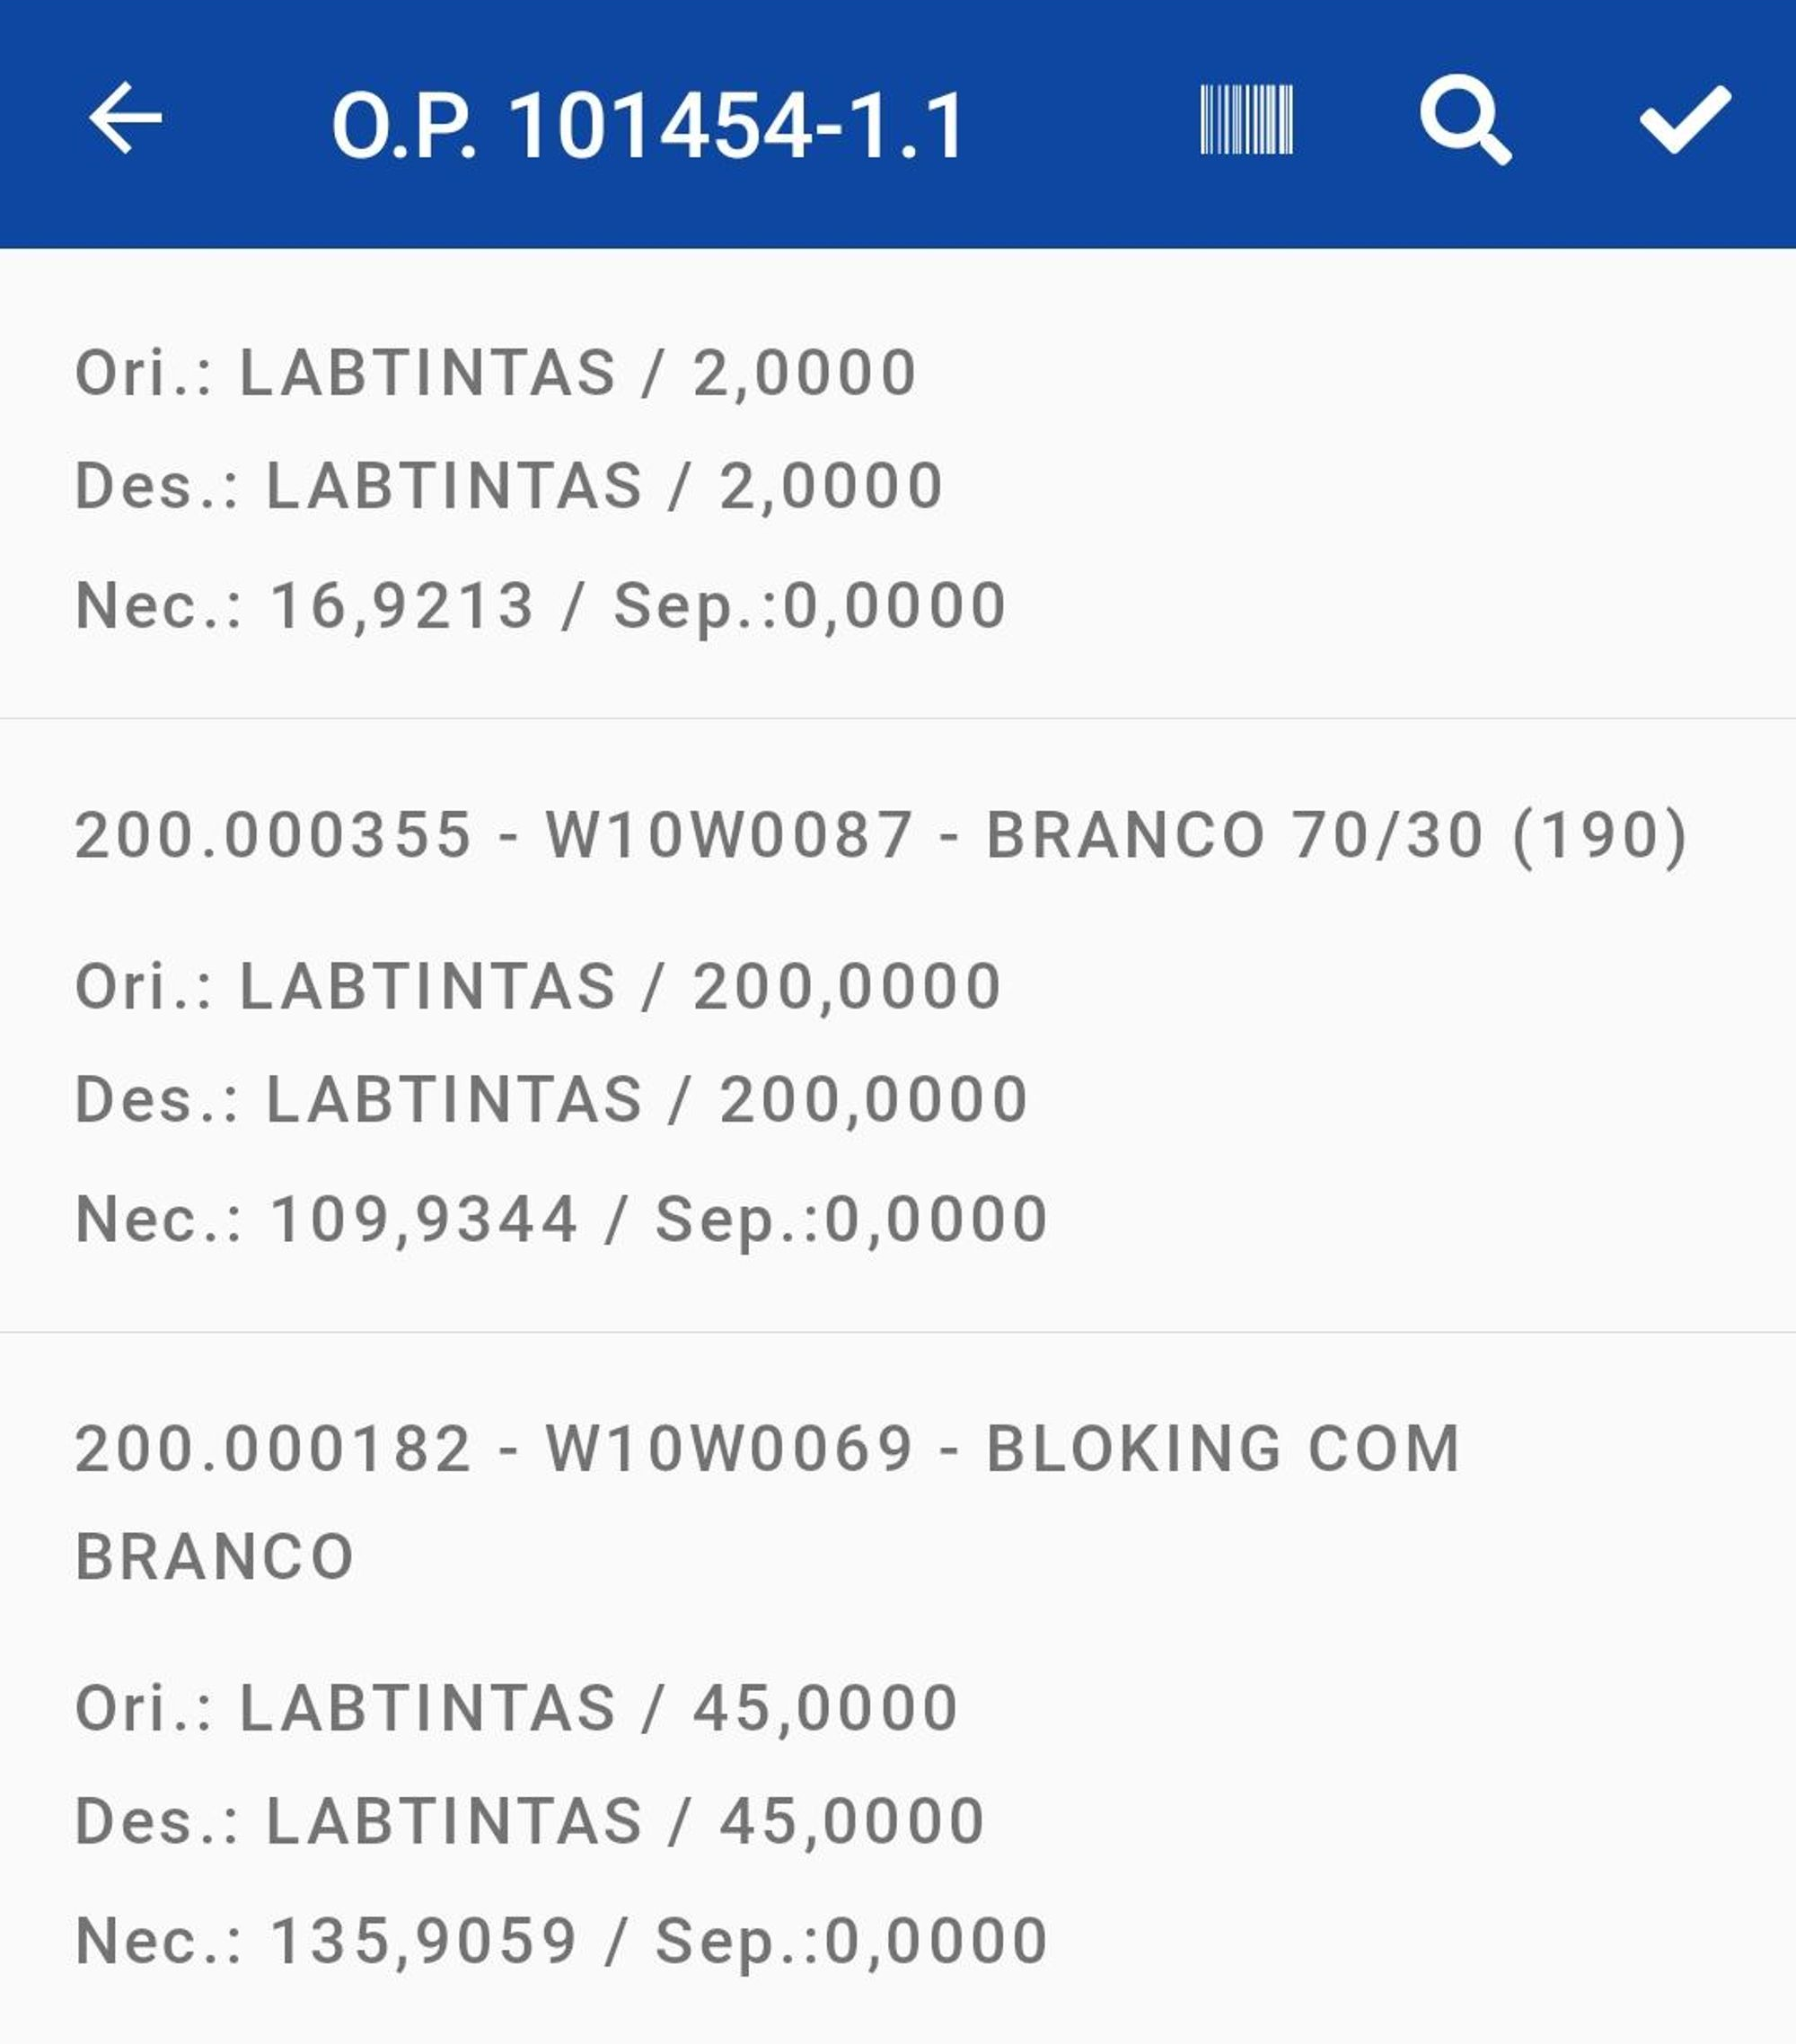 O.P. 101454-1.1
Ori.: LABTINTAS / 2,0000
Des.: LABTINTAS / 2,0000
Nec.: 16,9213 / Sep.:0,0000
200.000355 - W10W0087 - BRANCO 70/30 (190)
Ori.: LABTINTAS / 200,0000
Des.: LABTINTAS / 200,0000
Nec.: 109,9344 / Sep.:0,0000
200.000182 - W10W0069 - BLOKING COM
BRANCO
Ori.: LABTINTAS / 45,0000
Des.: LABTINTAS / 45,0000
Nec.: 135,9059 / Sep.:0,0000